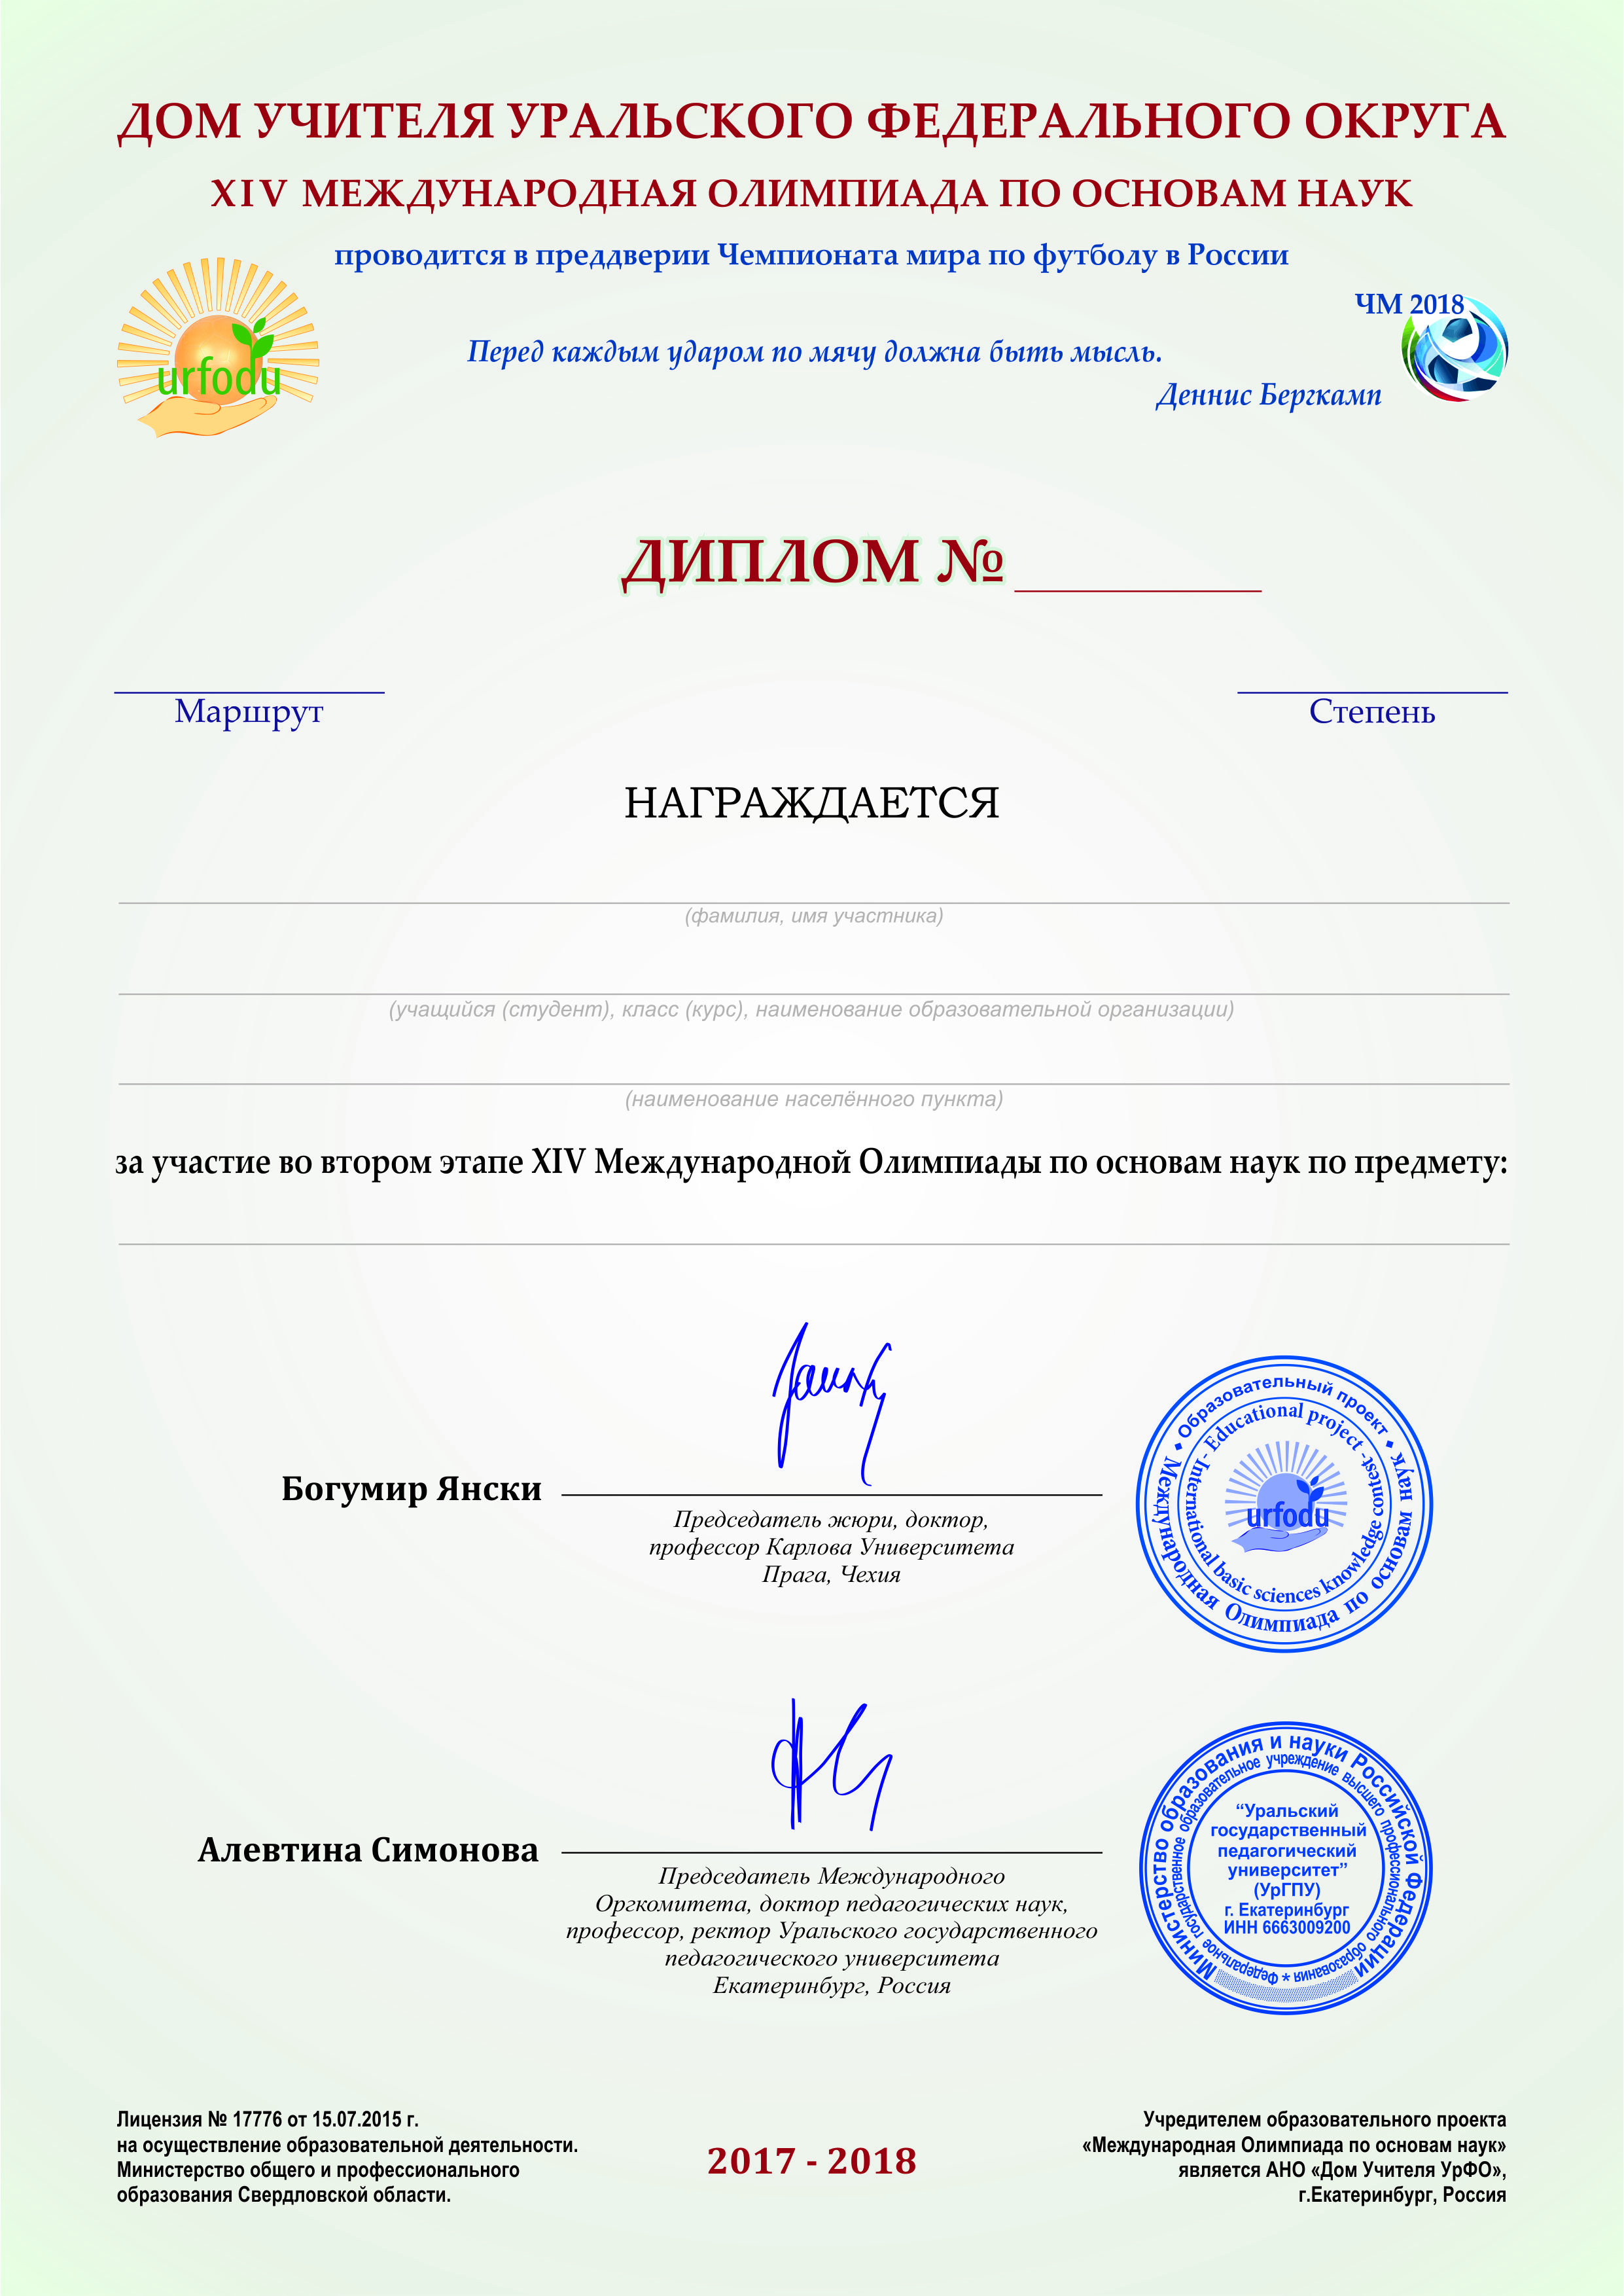 ДОМ УЧИТЕЛЯ УРАЛЬСКОГО ФЕДЕРАЛЬНОГО ОКРУГА
XIV МЕЖДУНАРОДНАЯ ОЛИМПИАДА ПО ОСНОВАМ НАУК
проводится в преддверии Чемпионата мира по футболу в России
urfodu
ЧМ 2018
Перед каждым ударом по мячу должна быть мысль.
Деннис Бергкамп
ДИПЛОМ №
Маршрут
Степень
НАГРАЖДАЕТСЯ
(фамилия, имя участника)
(учащийся (студент), класс (курс), наименование образовательной организации)
(наименование населённого пункта)
за участие во втором этапе XIV Международной Олимпиады по основам наук по предмету:
Богумир Янски
Председатель жюри, доктор,
профессор Карлова Университета
Прага, Чехия
Образовательный проект
Международная Олимпиада по основам наук
- Educational project -
International basic sciences knowledge contest
urfodu
Алевтина Симонова
Председатель Международного
Оргкомитета, доктор педагогических наук,
профессор, ректор Уральского государственного
педагогического университета
Екатеринбург, Россия
Министерство образования и науки Российской Федерации
* Федеральное государственное образовательное учреждение высшего профессионального образования
“Уральский
государственный
педагогический
университет”
(УрГПУ)
г. Екатеринбург
ИНН 6663009200
Лицензия № 17776 от 15.07.2015 г.
на осуществление образовательной деятельности.
Министерство общего и профессионального
образования Свердловской области.
2017 - 2018
Учредителем образовательного проекта
«Международная Олимпиада по основам наук»
является АНО «Дом Учителя УрФО»,
г.Екатеринбург, Россия